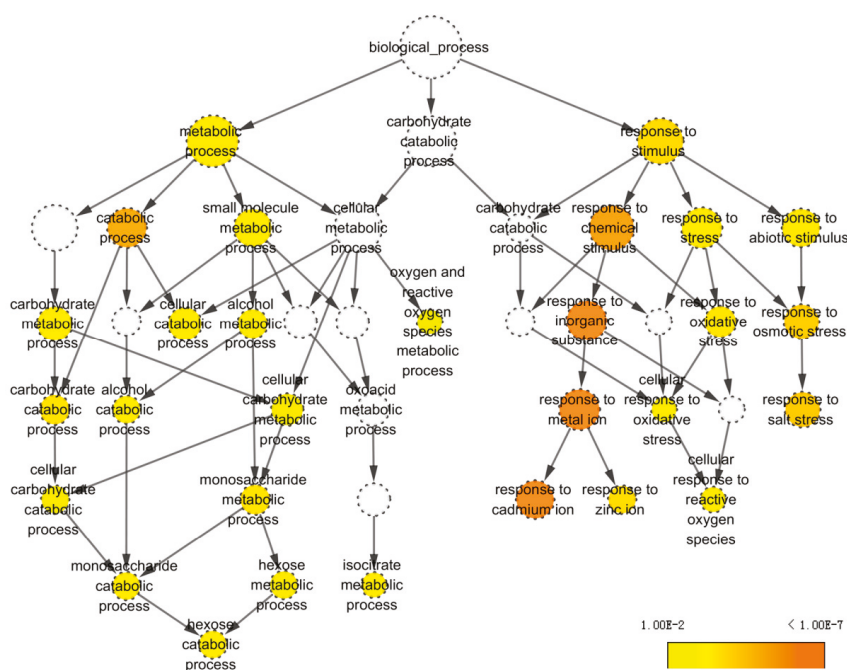 biological_process
metabolic
process
carbohydrate
catabolic
process
response to
stimulus
catabolic
process
small molecule
metabolic
process
cellular
metabolic
process
carbohydrate
catabolic
process
response to
chemical
stimulus
response to
stress
response to
abiotic stimulus
carbohydrate
metabolic
process
cellular
catabolic
process
alcohol
metabolic
process
oxygen and
reactive
oxygen
species
metabolic
process
response to
inorganic
substance
response to
oxidative
stress
response to
osmotic stress
carbohydrate
catabolic
process
alcohol
catabolic
process
cellular
carbohydrate
metabolic
process
oxoacid
metabolic
process
response to
metal ion
cellular
response to
oxidative
stress
response to
salt stress
cellular
carbohydrate
catabolic
process
monosaccharide
metabolic
process
response to
cadmium ion
response to
zinc ion
cellular
response to
reactive
oxygen
species
monosaccharide
catabolic
process
hexose
metabolic
process
isocitrate
metabolic
process
hexose
catabolic
process
1.00E-2 < 1.00E-7